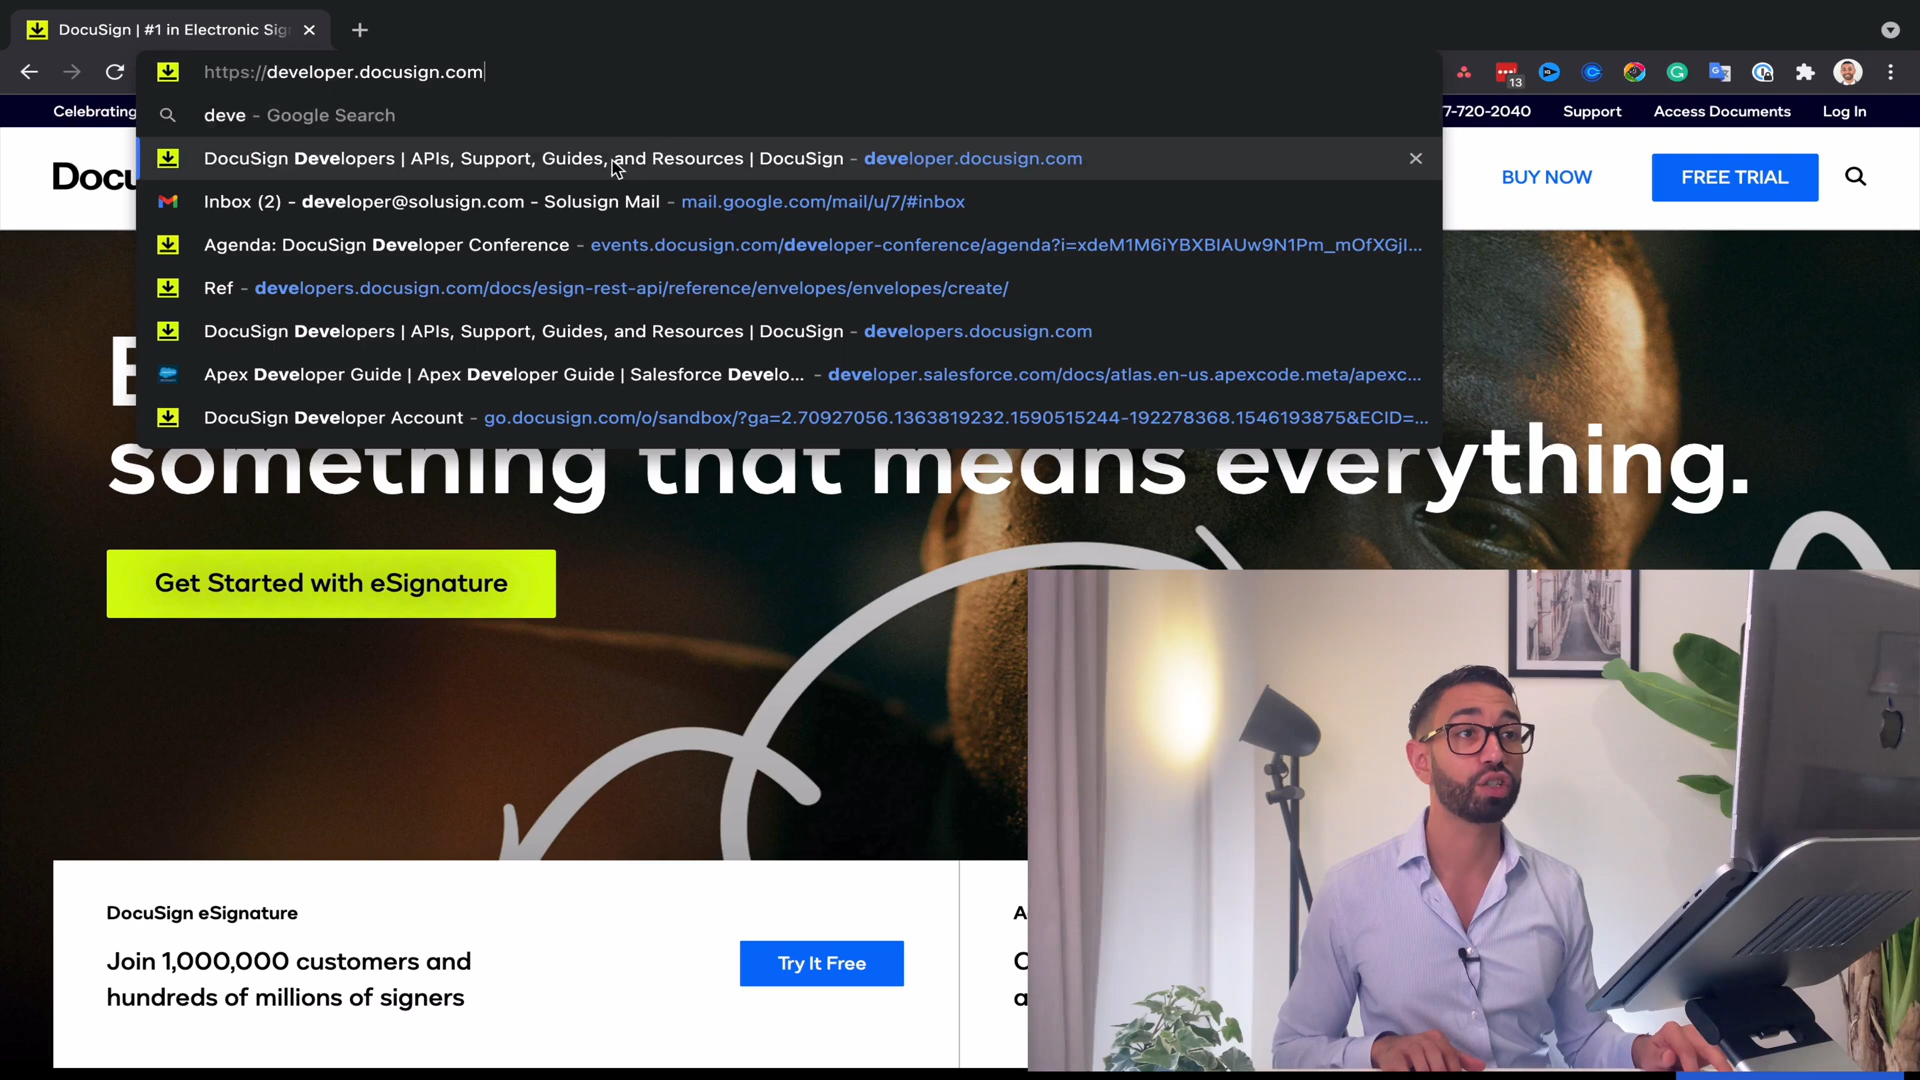 DocuSign | #1 in Electronic Sig
https://developer.docusign.com
13
deve - Google Search
DocuSign Developers | APIs, Support, Guides, and Resources | DocuSign - developer.docusign.com
Inbox (2) - developer@solusign.com - Solusign Mail - mail.google.com/mail/u/7/#inbox
Agenda: DocuSign Developer Conference - events.docusign.com/developer-conference/agenda?i=xdeM1M6iYBXBIAUw9N1Pm_mOfXGjI...
Ref - developers.docusign.com/docs/esign-rest-api/reference/envelopes/envelopes/create/
DocuSign Developers | APIs, Support, Guides, and Resources | DocuSign - developers.docusign.com
Apex Developer Guide | Apex Developer Guide | Salesforce Develo... - developer.salesforce.com/docs/atlas.en-us.apexcode.meta/apexc...
DocuSign Developer Account - go.docusign.com/o/sandbox/?ga=2.70927056.1363819232.1590515244-192278368.1546193875&ECID=...
Celebrating
7-720-2040 Support Access Documents Log In
Docu
BUY NOW FREE TRIAL
E
something that means everything.
Get Started with eSignature
DocuSign eSignature
Join 1,000,000 customers and
hundreds of millions of signers
Try It Free
A
C
a